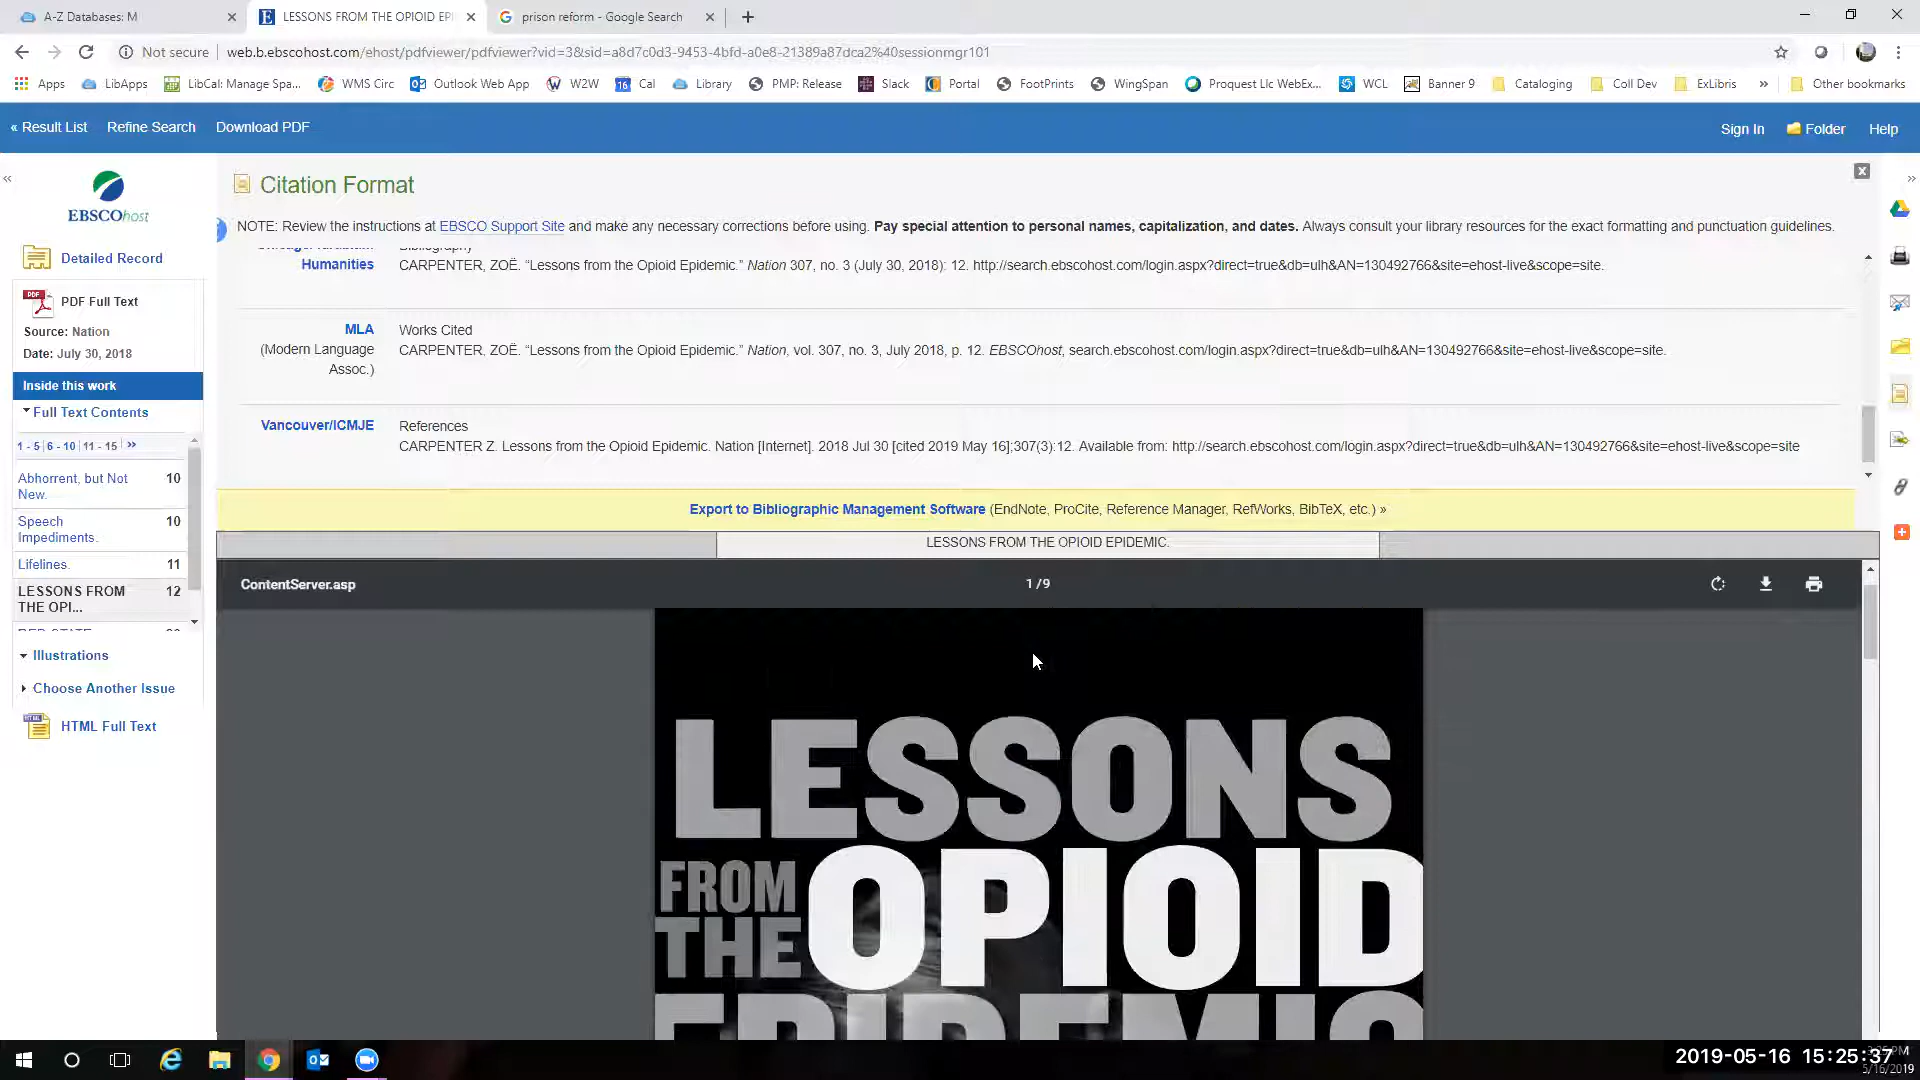 A-Z Databases: M
LESSONS FROM THE OPIOID EPI
prison reform - Google Search
Not secure
web.b.ebscohost.com/ehost/pdfviewer/pdfviewer?vid=3&sid=a8d7c0d3-9453-4bfd-a0e8-21389a87dca2%40sessionmgr101
Apps LibApps LibCal: Manage Spa... WMS Circ Outlook Web App W2W 16 Cal Library PMP: Release Slack Portal FootPrints WingSpan Proquest Llc WebEx... WCL Banner 9 Cataloging Coll Dev ExLibris » Other bookmarks
« Result List Refine Search Download PDF Sign In Folder Help
« EBSCOhost
Detailed Record
PDF PDF Full Text
Source: Nation
Date: July 30, 2018
Inside this work
Full Text Contents
1 - 5 | 6 - 10 | 11 - 15 »
Abhorrent, but Not New. 10
Speech Impediments. 10
Lifelines. 11
LESSONS FROM THE OPI... 12
Illustrations
Choose Another Issue
HTML Full Text
Citation Format
NOTE: Review the instructions at EBSCO Support Site and make any necessary corrections before using. Pay special attention to personal names, capitalization, and dates. Always consult your library resources for the exact formatting and punctuation guidelines.
Bibliography
Humanities CARPENTER, ZOË. “Lessons from the Opioid Epidemic.” Nation 307, no. 3 (July 30, 2018): 12. http://search.ebscohost.com/login.aspx?direct=true&db=ulh&AN=130492766&site=ehost-live&scope=site.
MLA Works Cited
(Modern Language Assoc.) CARPENTER, ZOË. “Lessons from the Opioid Epidemic.” Nation, vol. 307, no. 3, July 2018, p. 12. EBSCOhost, search.ebscohost.com/login.aspx?direct=true&db=ulh&AN=130492766&site=ehost-live&scope=site.
Vancouver/ICMJE References
CARPENTER Z. Lessons from the Opioid Epidemic. Nation [Internet]. 2018 Jul 30 [cited 2019 May 16];307(3):12. Available from: http://search.ebscohost.com/login.aspx?direct=true&db=ulh&AN=130492766&site=ehost-live&scope=site
Export to Bibliographic Management Software (EndNote, ProCite, Reference Manager, RefWorks, BibTeX, etc.) »
LESSONS FROM THE OPIOID EPIDEMIC.
ContentServer.asp 1 / 9
LESSONS
FROM THE OPIOID
EPIDEMIC
2019-05-16 15:25:37
5/16/2019